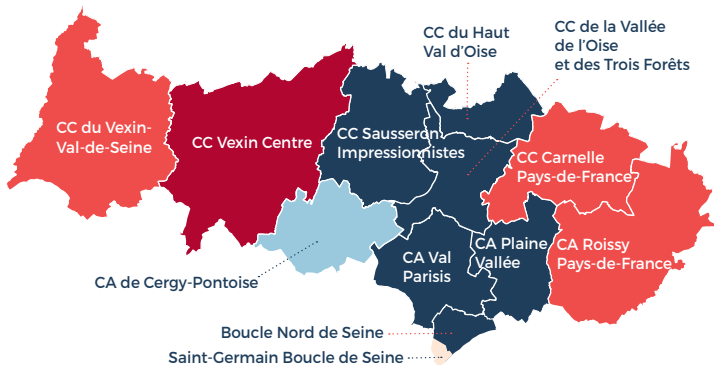 CC du Haut
Val d’Oise
CC de la Vallée
de l’Oise
et des Trois Forêts
CC du Vexin-
Val-de-Seine
CC Vexin Centre
CC Sausseron
Impressionnistes
CC Carnelle
Pays-de-France
CA Val
Parisis
CA Plaine
Vallée
CA Roissy
Pays-de-France
CA de Cergy-Pontoise
Boucle Nord de Seine
Saint-Germain Boucle de Seine